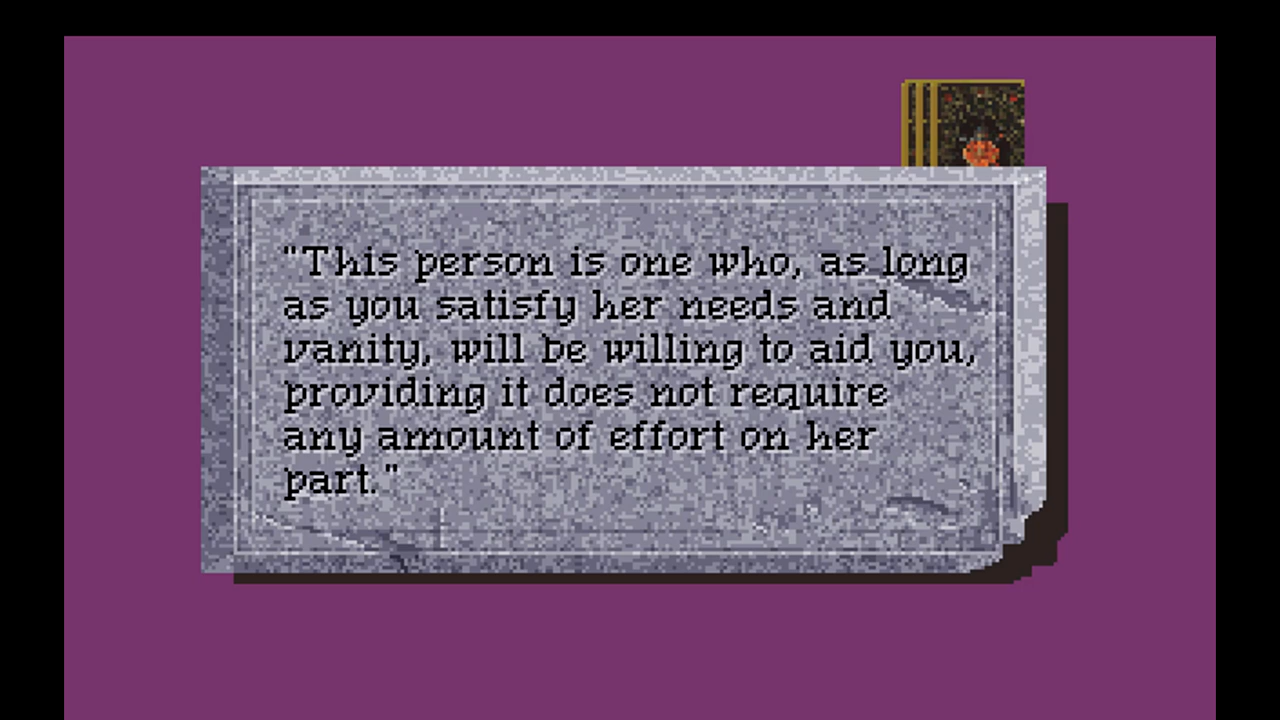 "This person is one who, as long
as you satisfy her needs and
vanity, will be willing to aid you,
providing it does not require
any amount of effort on her
part."